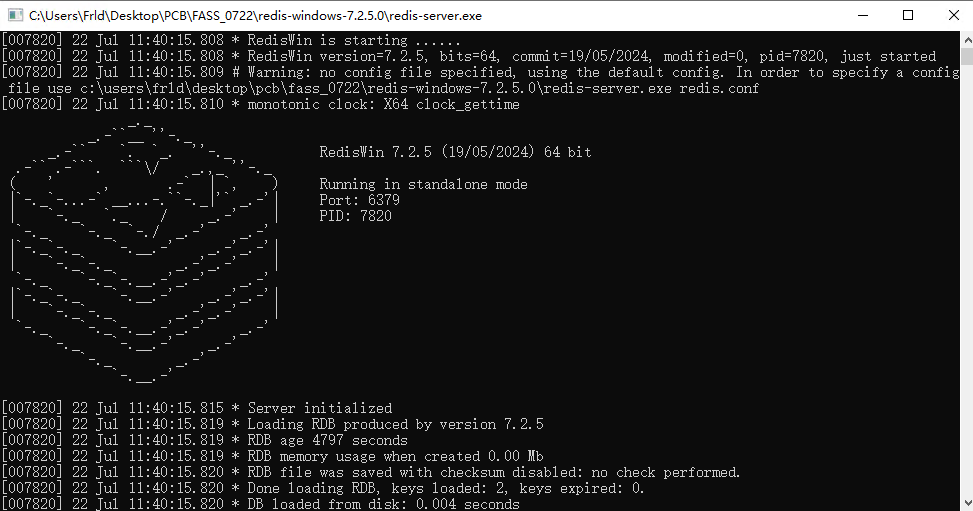 C:\Users\Frld\Desktop\PCB\FASS_0722\redis-windows-7.2.5.0\redis-server.exe
[007820] 22 Jul 11:40:15.808 * RedisWin is starting ......
[007820] 22 Jul 11:40:15.808 * RedisWin version=7.2.5, bits=64, commit=19/05/2024, modified=0, pid=7820, just started
[007820] 22 Jul 11:40:15.809 # Warning: no config file specified, using the default config. In order to specify a config
 file use c:\users\frld\desktop\pcb\fass_0722\redis-windows-7.2.5.0\redis-server.exe redis.conf
[007820] 22 Jul 11:40:15.810 * monotonic clock: X64 clock_gettime
RedisWin 7.2.5 (19/05/2024) 64 bit
Running in standalone mode
Port: 6379
PID: 7820
[007820] 22 Jul 11:40:15.815 * Server initialized
[007820] 22 Jul 11:40:15.819 * Loading RDB produced by version 7.2.5
[007820] 22 Jul 11:40:15.819 * RDB age 4797 seconds
[007820] 22 Jul 11:40:15.819 * RDB memory usage when created 0.00 Mb
[007820] 22 Jul 11:40:15.820 * RDB file was saved with checksum disabled: no check performed.
[007820] 22 Jul 11:40:15.820 * Done loading RDB, keys loaded: 2, keys expired: 0.
[007820] 22 Jul 11:40:15.820 * DB loaded from disk: 0.004 seconds